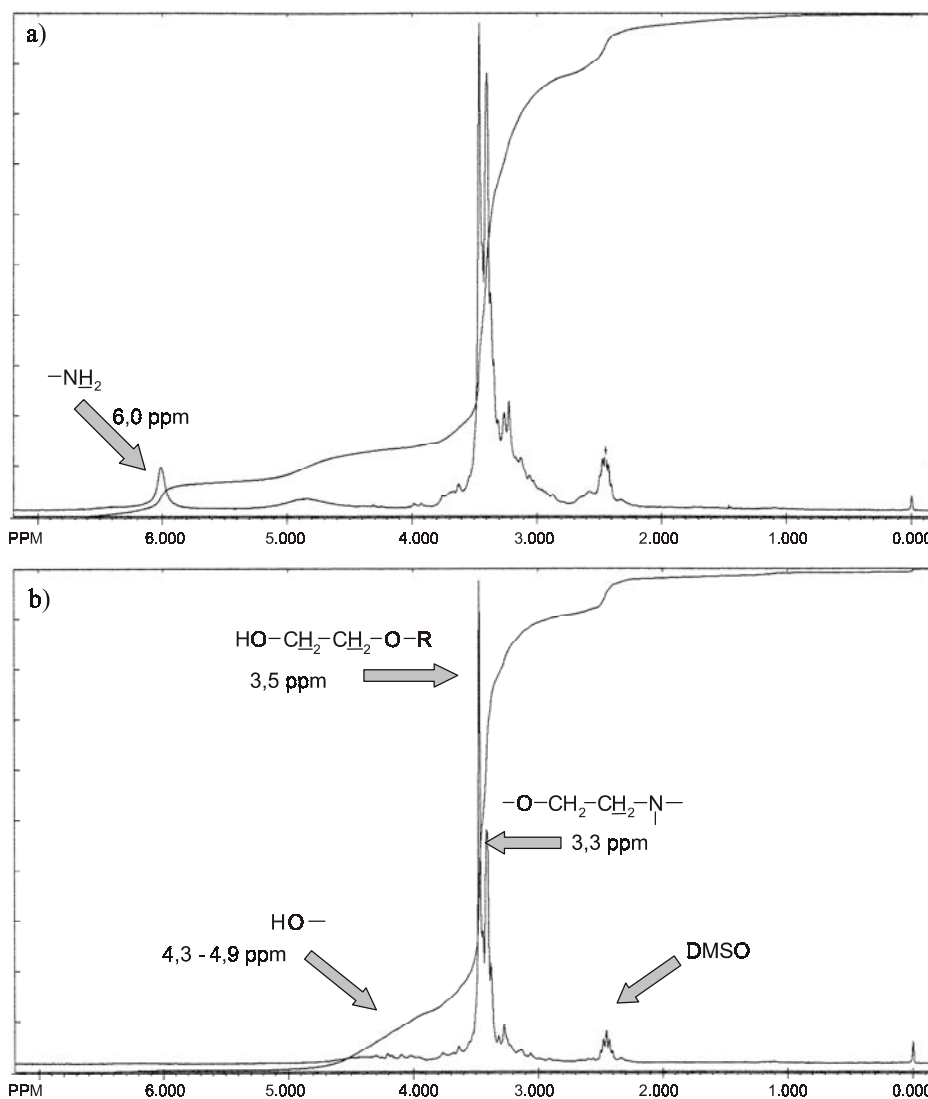 a)
–NH2
6,0 ppm
PPM 6.000 5.000 4.000 3.000 2.000 1.000 0.000
b)
HO–CH2–CH2–O–R
3,5 ppm
–O–CH2–CH2–N–
3,3 ppm
HO–
4,3 - 4,9 ppm
DMSO
PPM 6.000 5.000 4.000 3.000 2.000 1.000 0.000